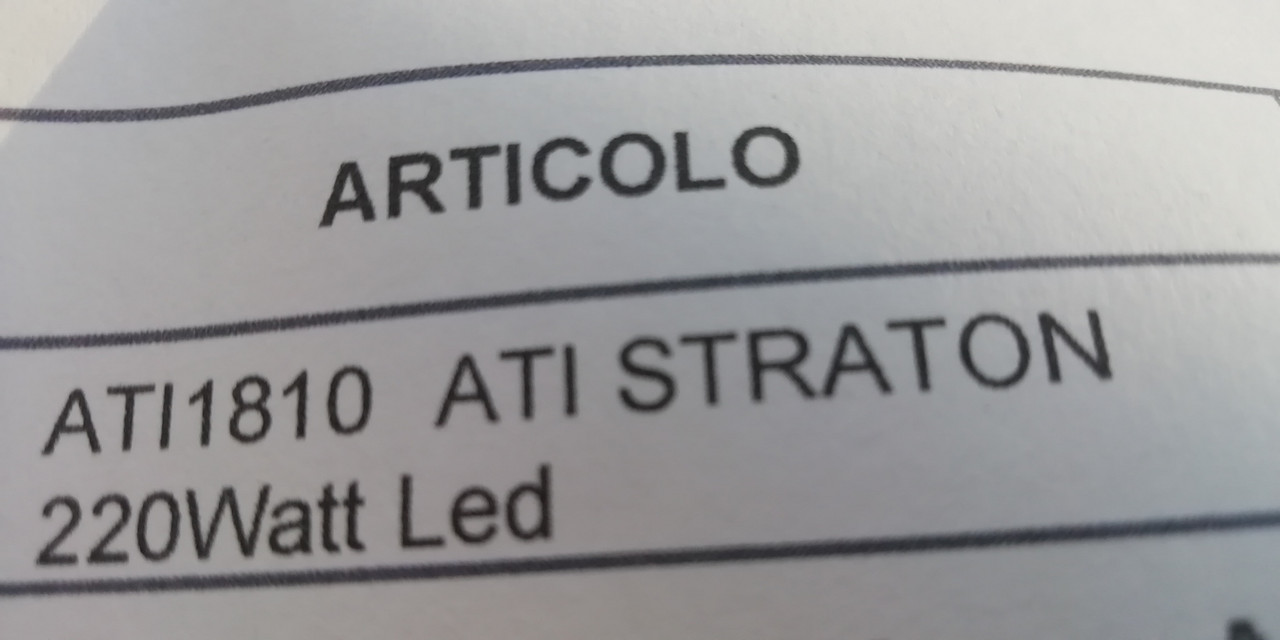 ARTICOLO
ATI1810 ATI STRATON
220Watt Led